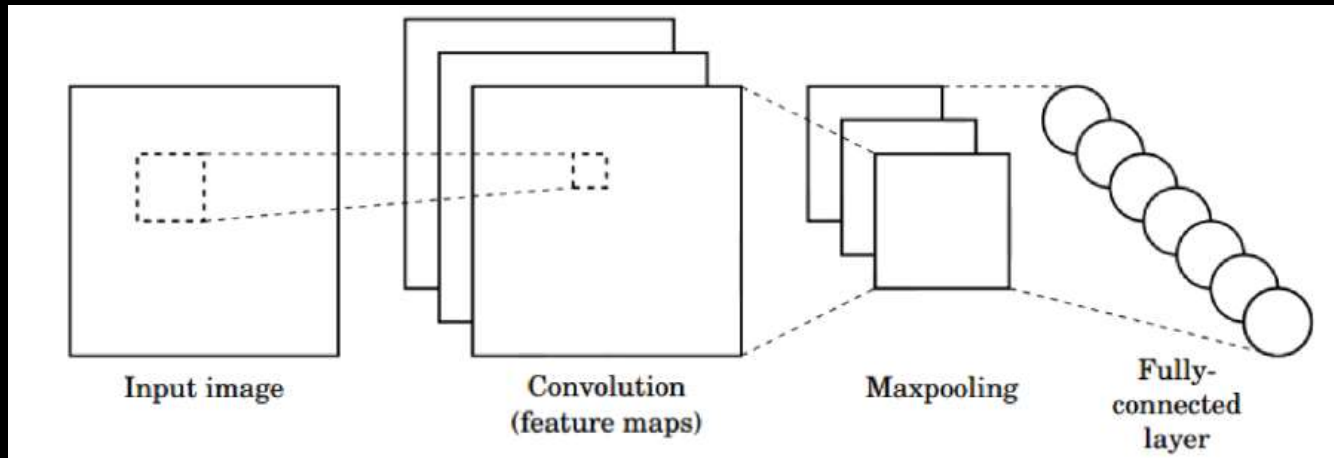 Input image
Convolution
(feature maps)
Maxpooling
Fully-
connected
layer